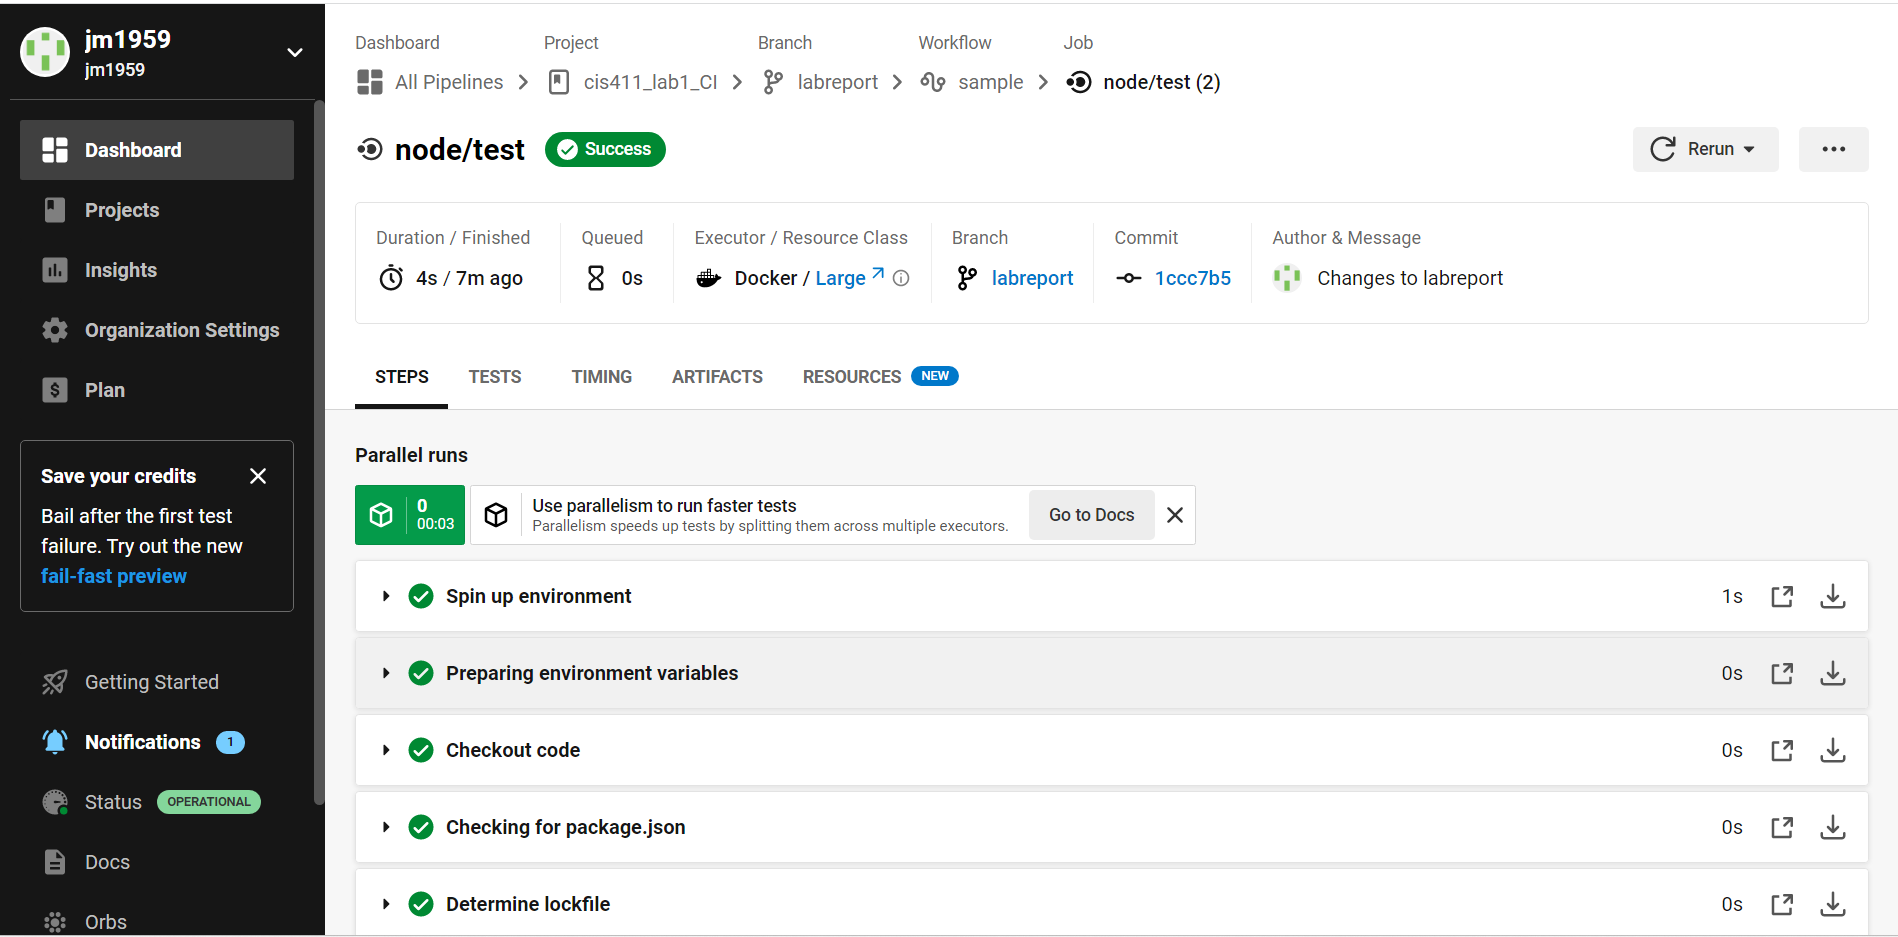 jm1959
jm1959
Dashboard
Projects
Insights
Organization Settings
Plan
Save your credits
Bail after the first test
failure. Try out the new
fail-fast preview
Getting Started
Notifications 1
Status OPERATIONAL
Docs
Orbs
Dashboard Project Branch Workflow Job
All Pipelines cis411_lab1_CI labreport sample node/test (2)
node/test Success
Rerun
Duration / Finished Queued Executor / Resource Class Branch Commit Author & Message
4s / 7m ago 0s Docker / Large labreport 1ccc7b5 Changes to labreport
STEPS TESTS TIMING ARTIFACTS RESOURCES NEW
Parallel runs
0
00:03
Use parallelism to run faster tests
Parallelism speeds up tests by splitting them across multiple executors.
Go to Docs
Spin up environment 1s
Preparing environment variables 0s
Checkout code 0s
Checking for package.json 0s
Determine lockfile 0s